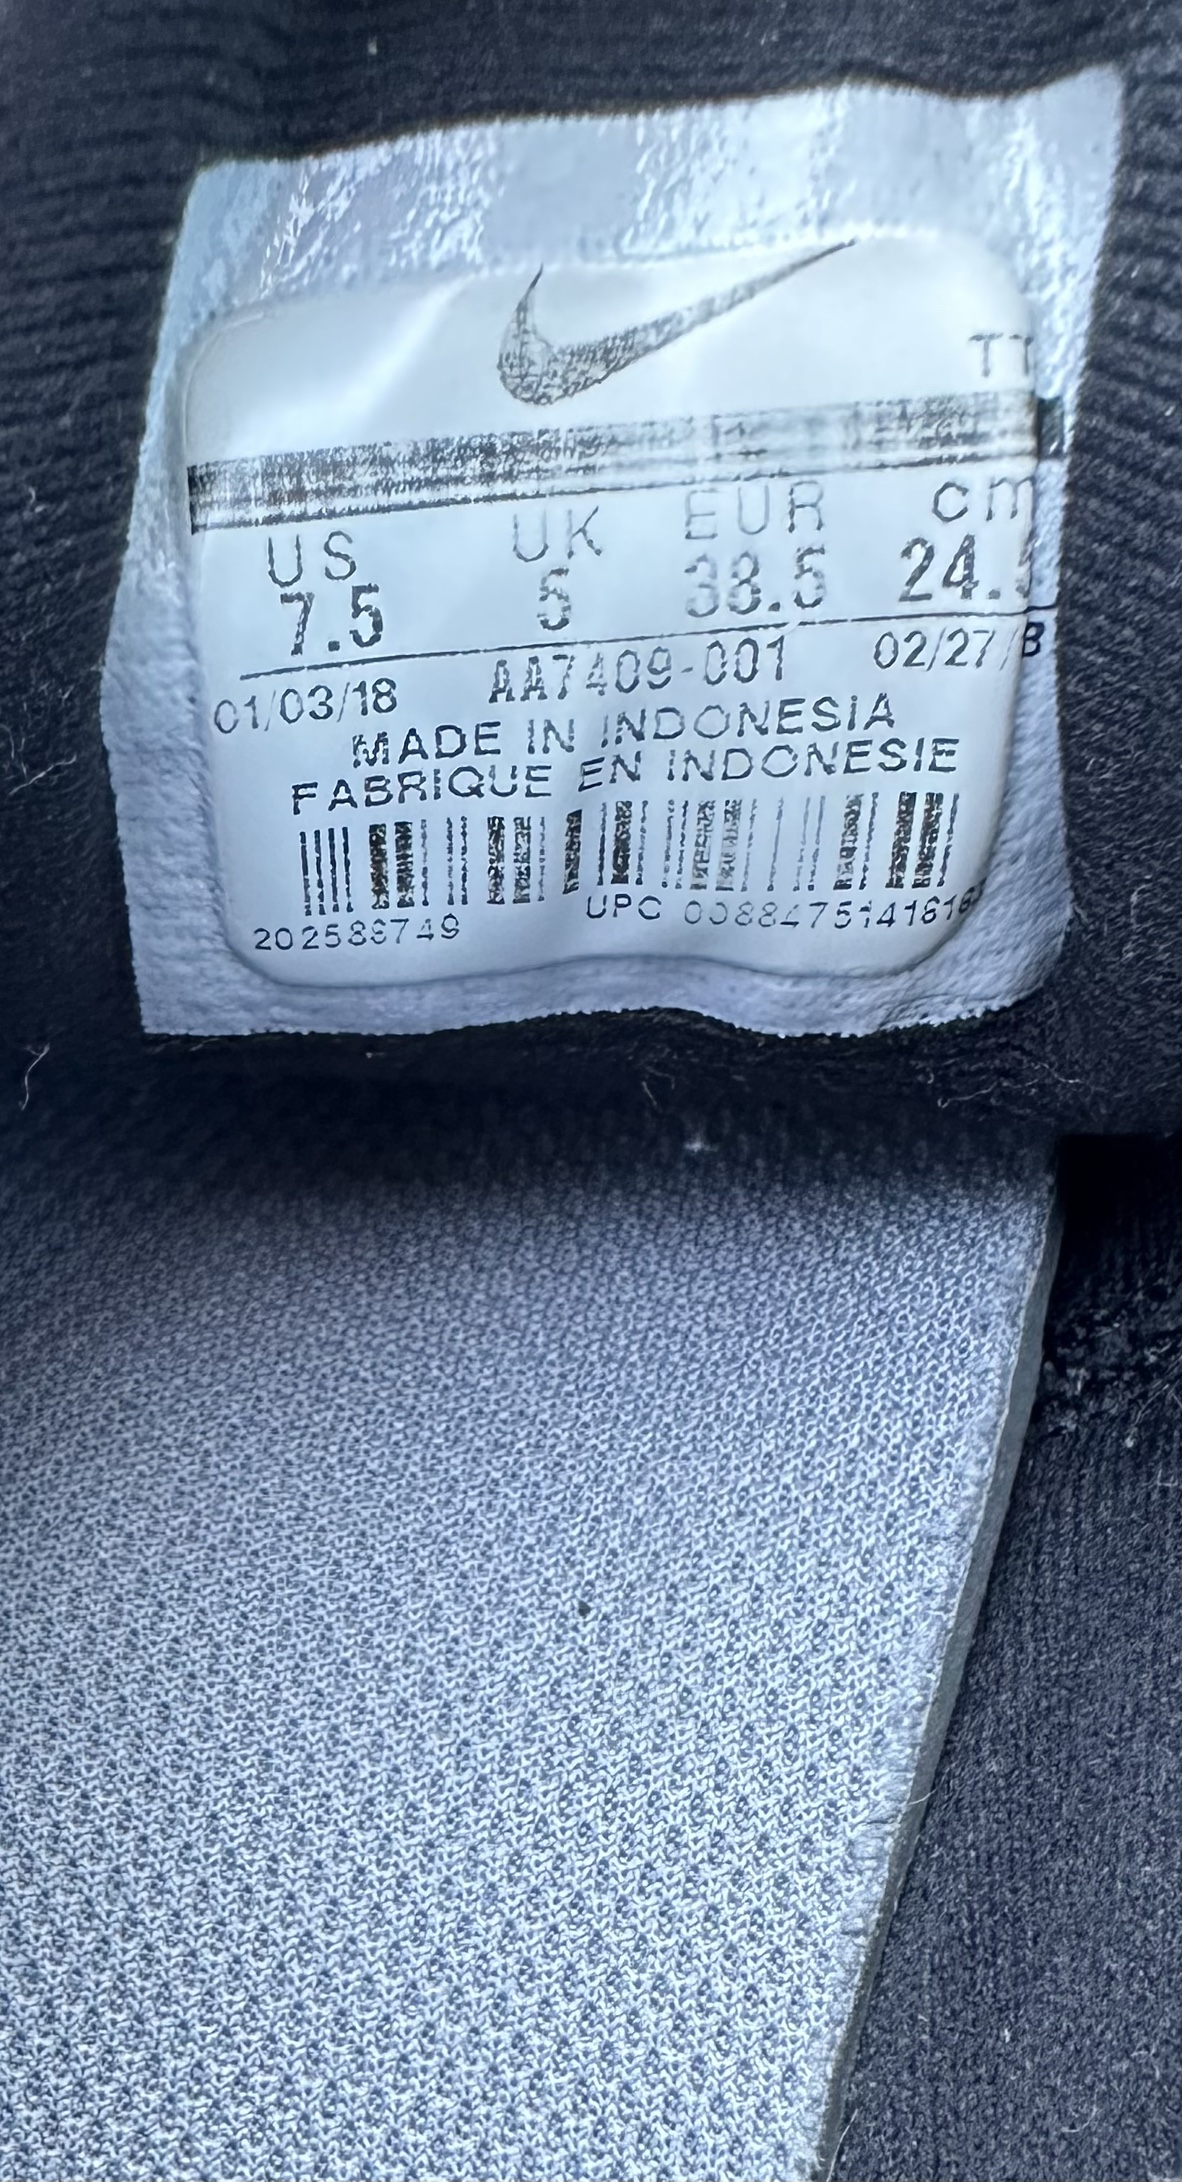 TT
US UK EUR cm
7.5 5 38.5 24.5
01/03/18 AA7409-001 02/27/
MADE IN INDONESIA
FABRIQUE EN INDONESIE
UPC